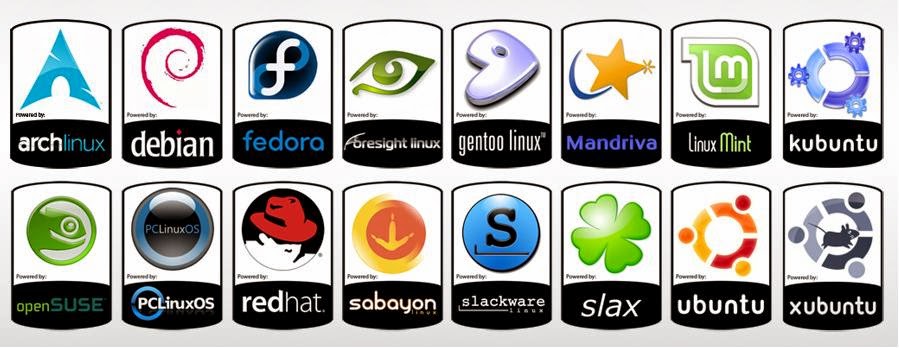 Powered by:
archlinux
Powered by:
debian
Powered by:
fedora
Powered by:
Foresight linux
Powered by:
gentoo linux™
Powered by:
Mandriva
Powered by:
Linux Mint
Powered by:
kubuntu
Powered by:
openSUSE
PCLinuxOS
Powered by:
PCLinuxOS
Powered by:
redhat.
Powered by:
sabayon
linux
S
Powered by:
slackware
linux
Powered by:
slax
Powered by:
ubuntu
Powered by:
xubuntu